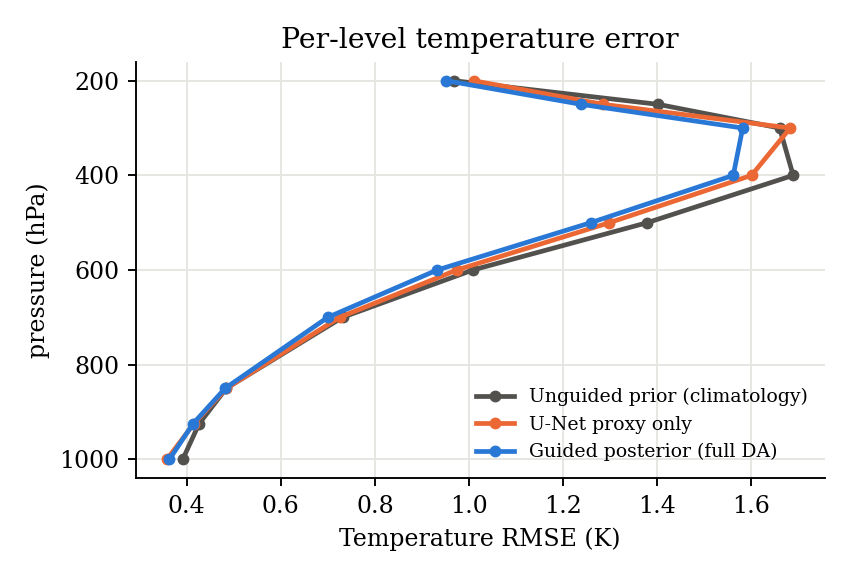 Per-level temperature error
200
400
600
800
1000
pressure (hPa)
Unguided prior (climatology)
U-Net proxy only
Guided posterior (full DA)
0.4 0.6 0.8 1.0 1.2 1.4 1.6
Temperature RMSE (K)